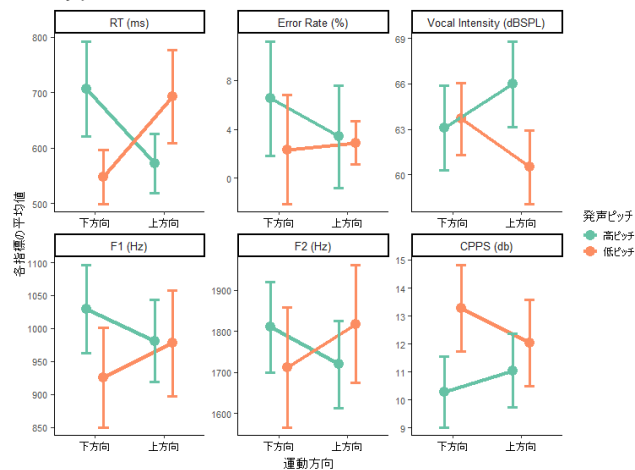 RT (ms)
Error Rate (%)
Vocal Intensity (dBSPL)
800
700
600
500
8
4
0
69
66
63
60
下方向
上方向
下方向
上方向
下方向
上方向
各指標の平均値
F1 (Hz)
F2 (Hz)
CPPS (db)
1100
1050
1000
950
900
850
1900
1800
1700
1600
15
14
13
12
11
10
9
下方向
上方向
下方向
上方向
下方向
上方向
運動方向
発声ピッチ
高ピッチ
低ピッチ